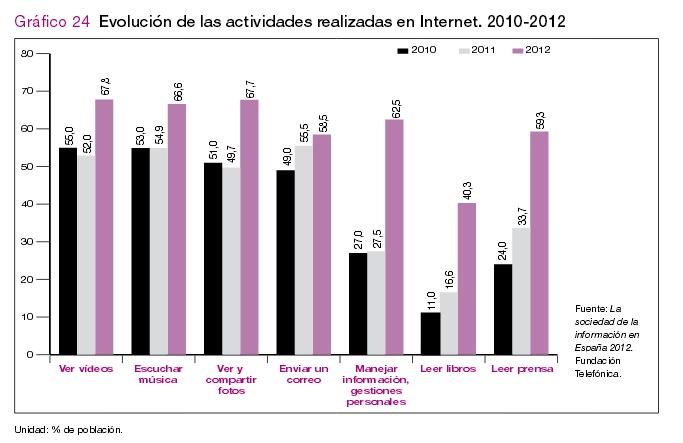 Gráfico 24 Evolución de las actividades realizadas en Internet. 2010-2012
80
70
60
50
40
30
20
10
0
2010 2011 2012
55,0 52,0 67,8
53,0 54,9 66,6
51,0 49,7 67,7
49,0 55,5 58,5
27,0 27,5 62,5
11,0 16,6 40,3
24,0 33,7 59,3
Ver vídeos
Escuchar
música
Ver y
compartir
fotos
Enviar un
correo
Manejar
información,
gestiones
personales
Leer libros
Leer prensa
Fuente: La
sociedad de la
información en
España 2012.
Fundación
Telefónica.
Unidad: % de población.